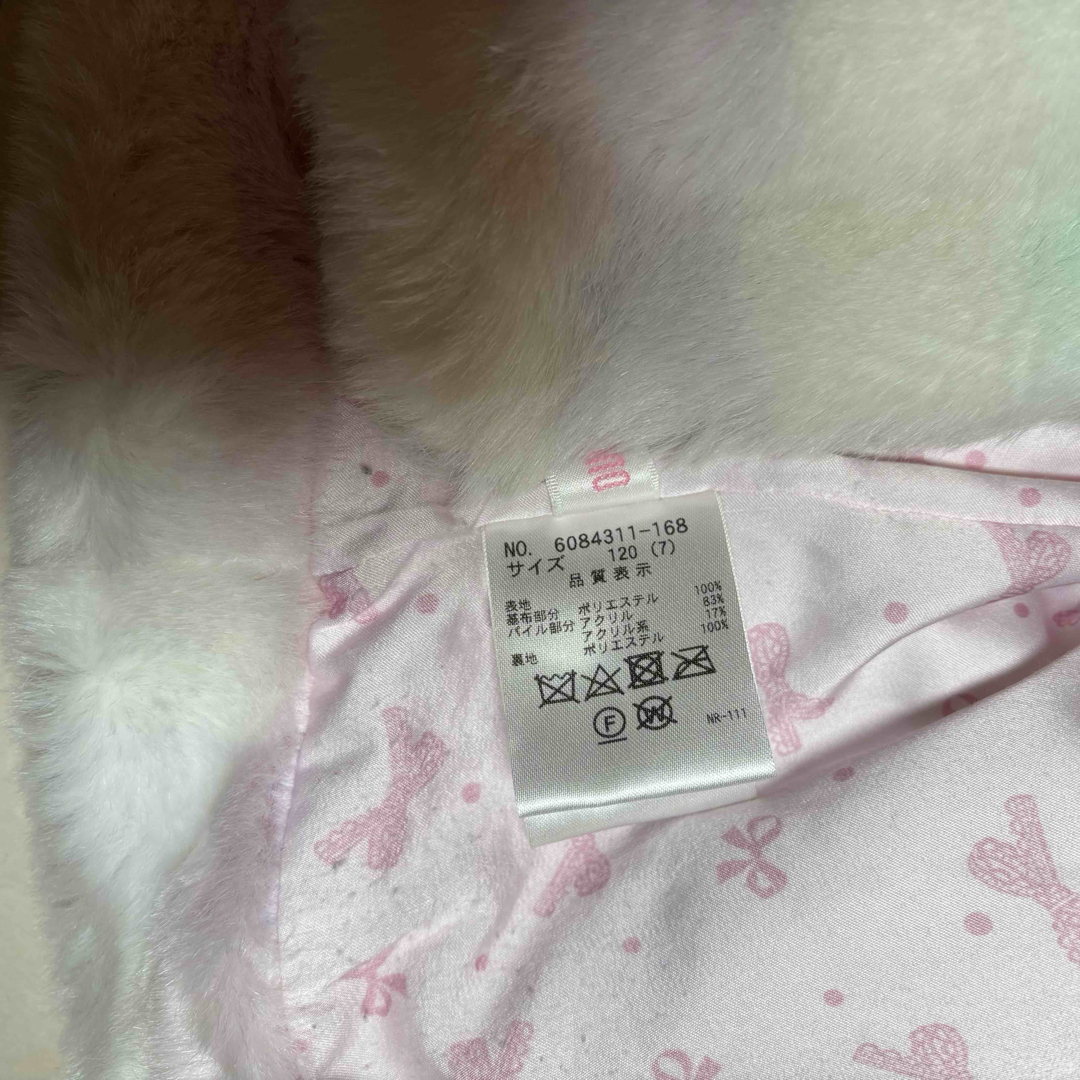 NO. 6084311-168
サイズ 120 (7)
品質表示
表地
基布部分 ポリエステル 100%
パイル部分 アクリル 83%
アクリル系 17%
裏地 ポリエステル 100%
F W NR-111